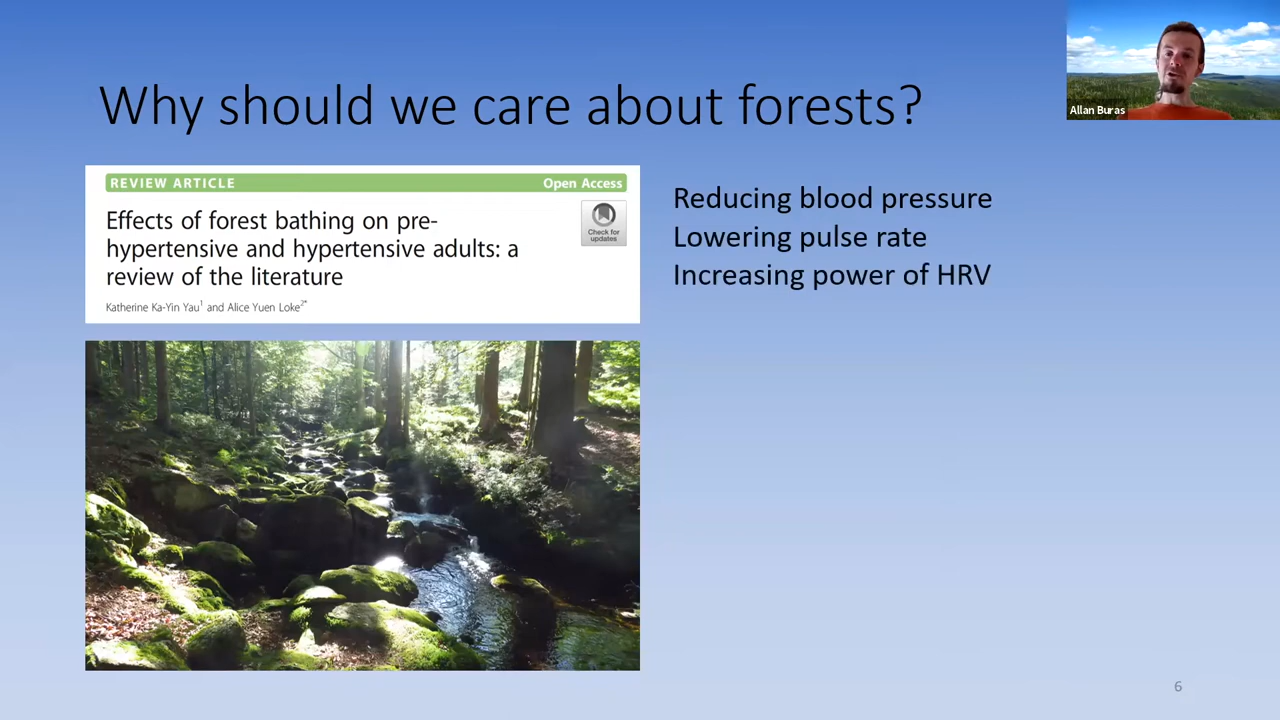 Why should we care about forests?
Allan Buras
REVIEW ARTICLE
Open Access
Effects of forest bathing on pre-
hypertensive and hypertensive adults: a
review of the literature
Check for
updates
Katherine Ka-Yin Yau1 and Alice Yuen Loke2*
Reducing blood pressure
Lowering pulse rate
Increasing power of HRV
6